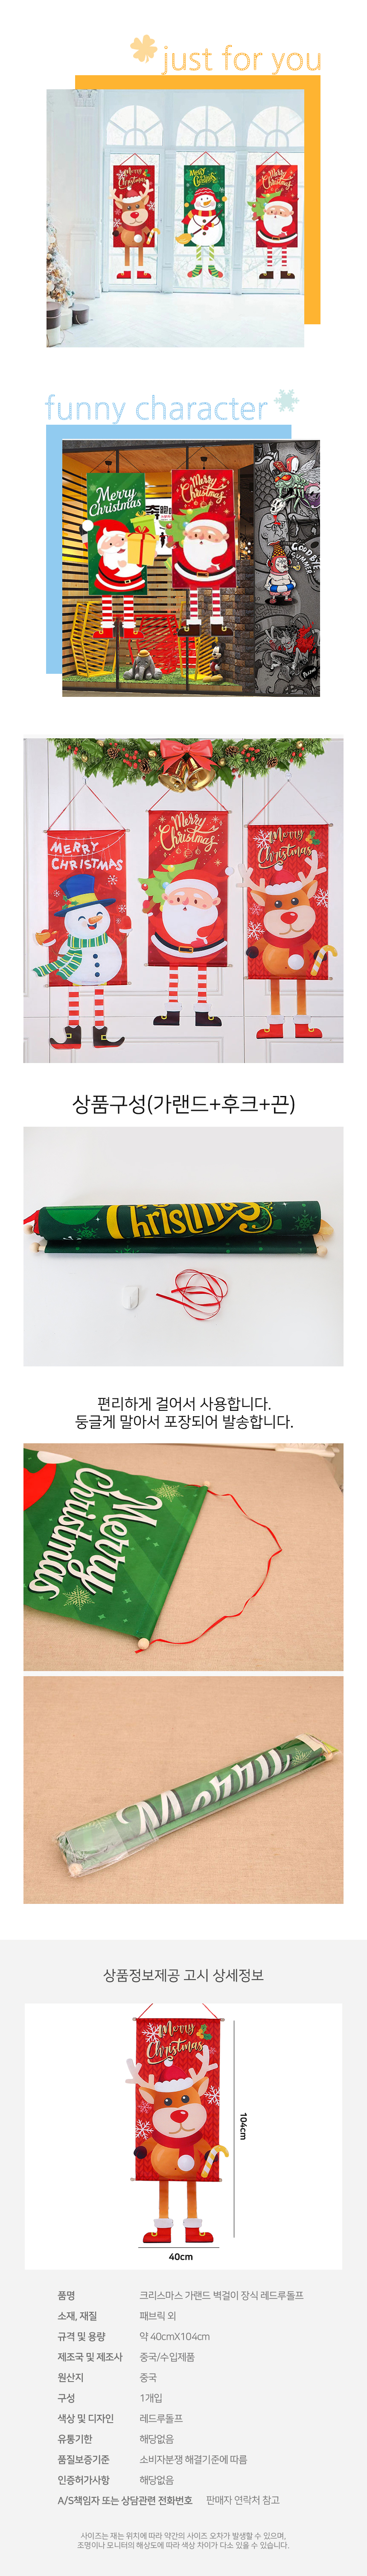 just for you
Merry
Christmas
Merry
Christmas
Merry
Christmas
funny character
Merry
Christmas
Merry
Christmas
GOODBYE
SUMMER
MERRY
CHRISTMAS
Merry
Christmas
Merry
Christmas
상품구성(가랜드+후크+끈)
Christmas
편리하게 걸어서 사용합니다.
둥글게 말아서 포장되어 발송합니다.
Merry
Christmas
Merry
상품정보제공 고시 상세정보
Merry
Christmas
104cm
40cm
품명 크리스마스 가랜드 벽걸이 장식 레드루돌프
소재, 재질 패브릭 외
규격 및 용량 약 40cmX104cm
제조국 및 제조사 중국/수입제품
원산지 중국
구성 1개입
색상 및 디자인 레드루돌프
유통기한 해당없음
품질보증기준 소비자분쟁 해결기준에 따름
인증허가사항 해당없음
A/S책임자 또는 상담관련 전화번호 판매자 연락처 참고
사이즈는 재는 위치에 따라 약간의 사이즈 오차가 발생할 수 있으며,
조명이나 모니터의 해상도에 따라 색상 차이가 다소 있을 수 있습니다.